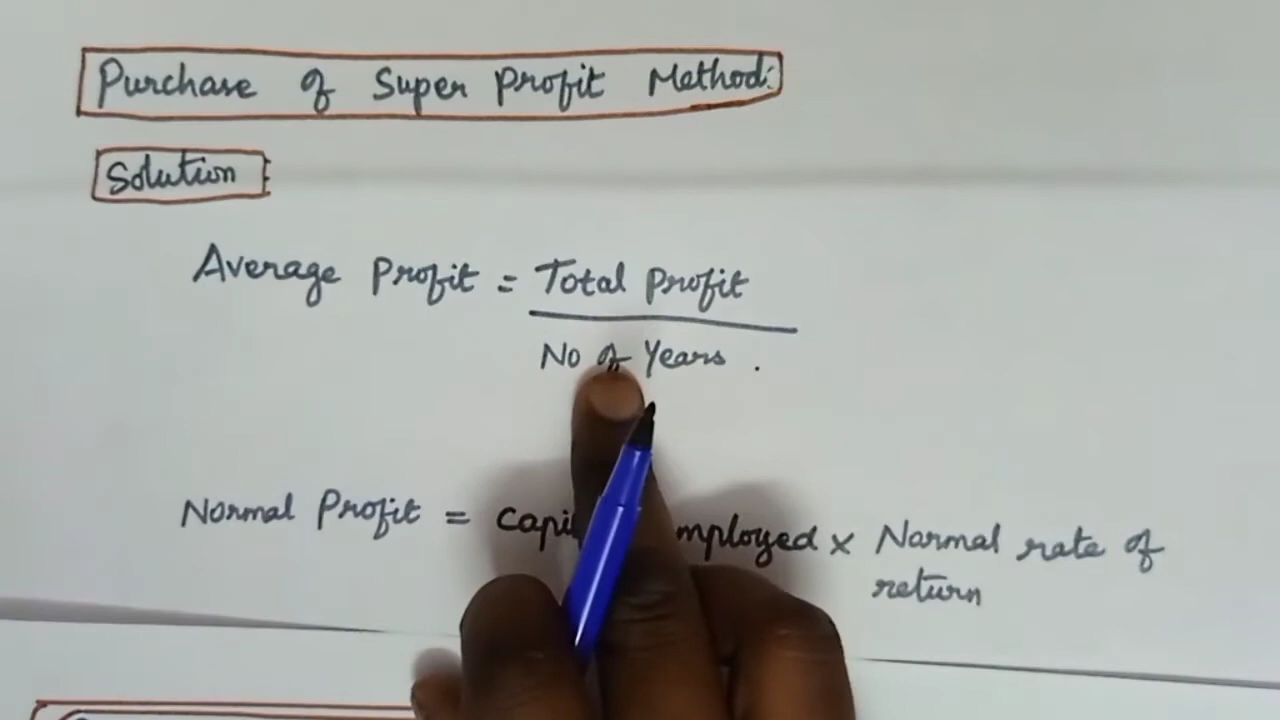 Purchase of Super Profit Method:
Solution
Average Profit = Total Profit
No of Years .
Normal Profit = mployed x Normal rate of
return